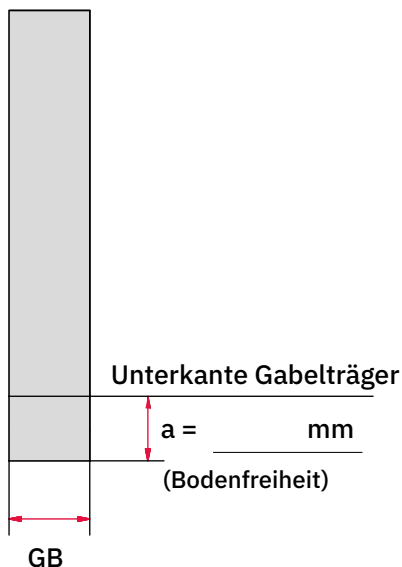 Unterkante Gabelträger
a = mm
(Bodenfreiheit)
GB